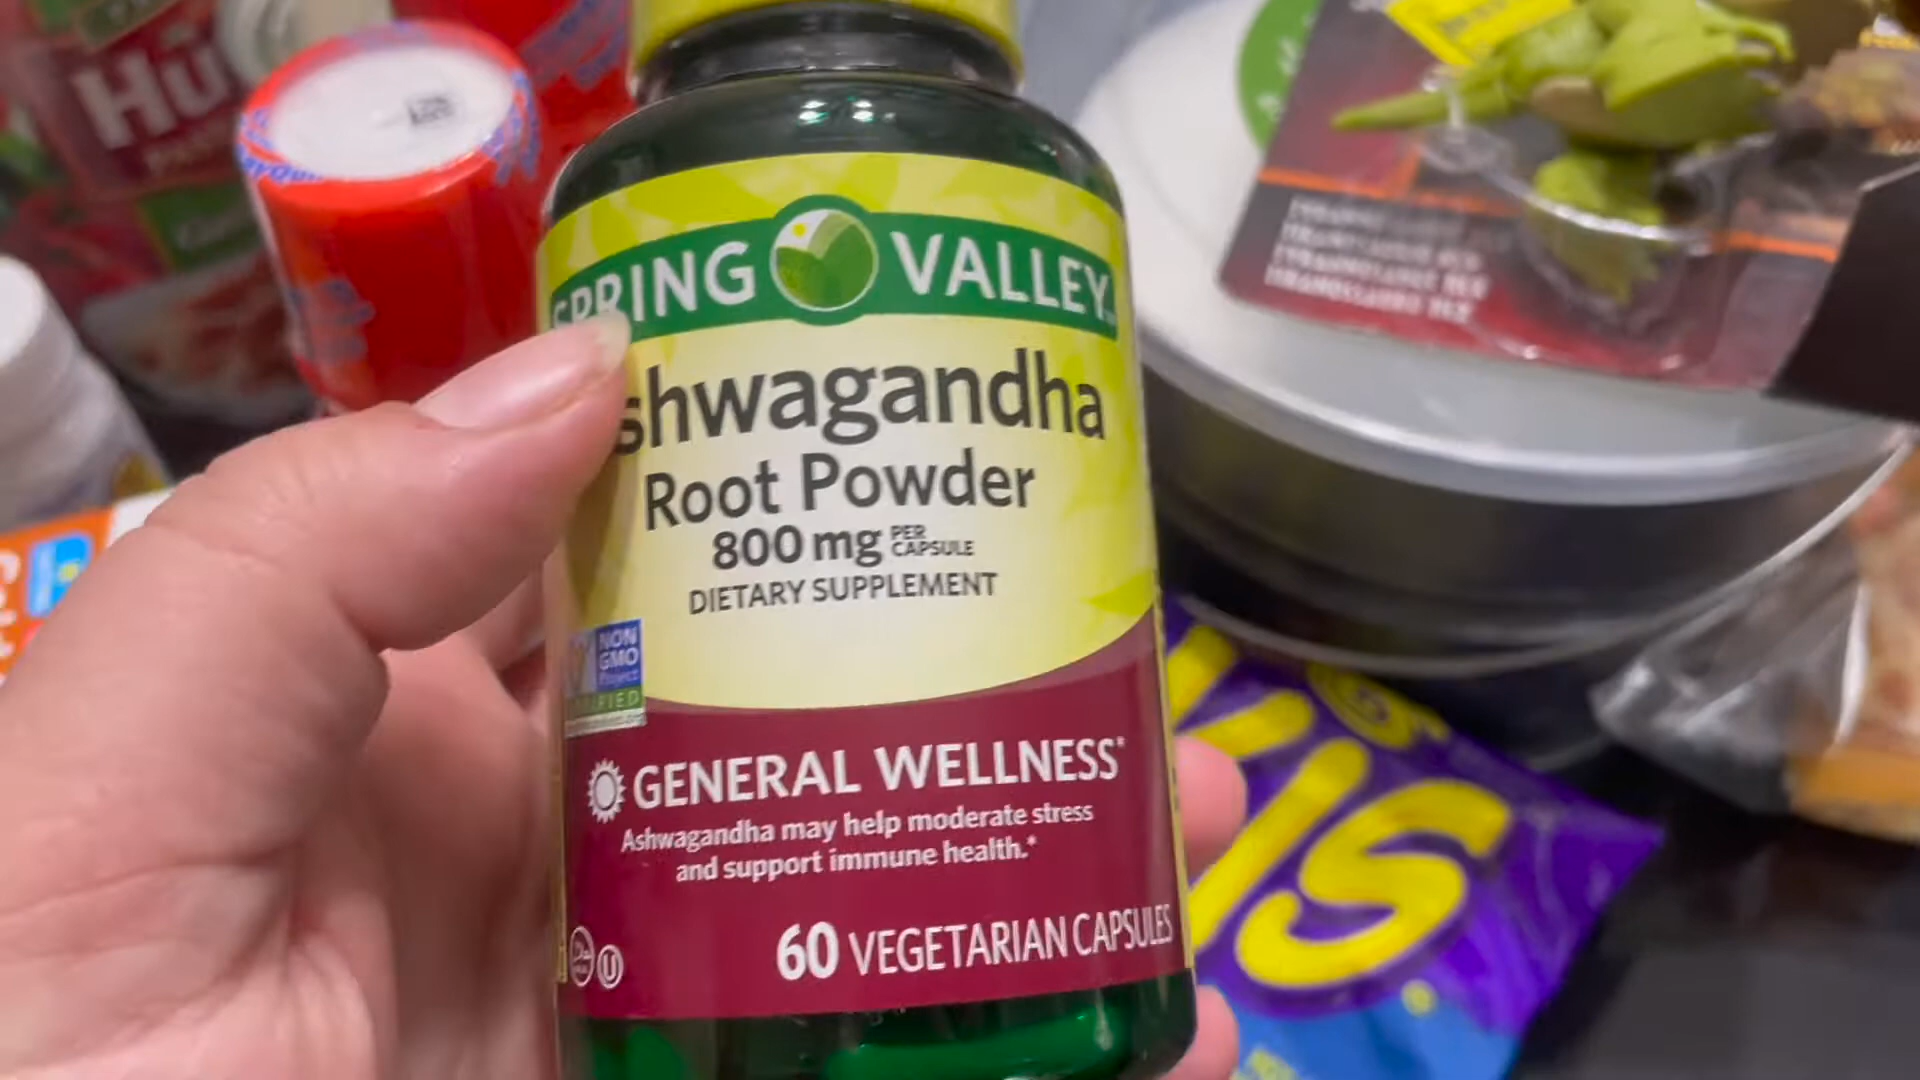 SPRING VALLEY
shwagandha
Root Powder
800 mg PER CAPSULE
DIETARY SUPPLEMENT
NON
GMO
Project
GENERAL WELLNESS*
Ashwagandha may help moderate stress
and support immune health.*
60 VEGETARIAN CAPSULES